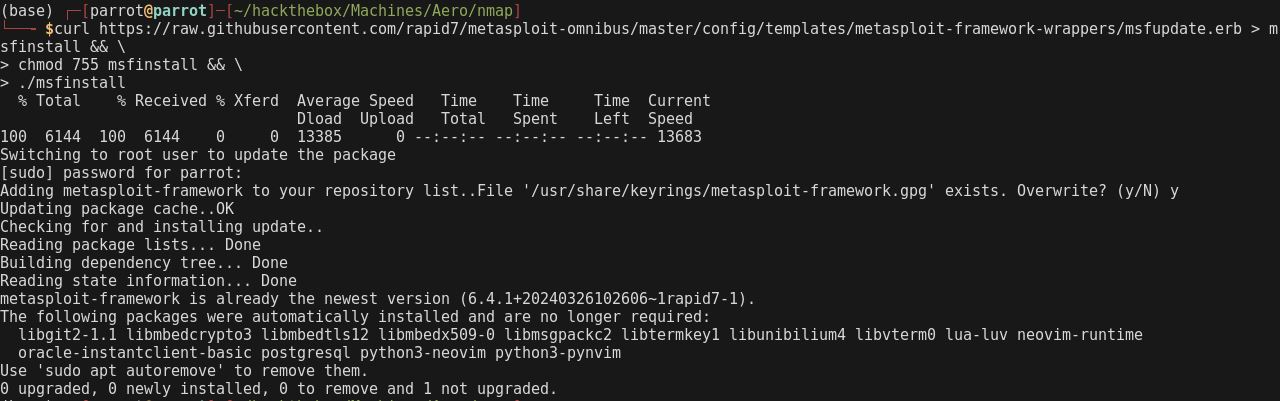 (base) ┌─[parrot@parrot]─[~/hackthebox/Machines/Aero/nmap]
└──╼ $curl https://raw.githubusercontent.com/rapid7/metasploit-omnibus/master/config/templates/metasploit-framework-wrappers/msfupdate.erb > m
sfinstall && \
> chmod 755 msfinstall && \
> ./msfinstall
  % Total    % Received % Xferd  Average Speed   Time    Time     Time  Current
                                 Dload  Upload   Total   Spent    Left  Speed
100  6144  100  6144    0     0  13385      0 --:--:-- --:--:-- --:--:-- 13683
Switching to root user to update the package
[sudo] password for parrot:
Adding metasploit-framework to your repository list..File '/usr/share/keyrings/metasploit-framework.gpg' exists. Overwrite? (y/N) y
Updating package cache..OK
Checking for and installing update..
Reading package lists... Done
Building dependency tree... Done
Reading state information... Done
metasploit-framework is already the newest version (6.4.1+20240326102606~1rapid7-1).
The following packages were automatically installed and are no longer required:
  libgit2-1.1 libmbedcrypto3 libmbedtls12 libmbedx509-0 libmsgpackc2 libtermkey1 libunibilium4 libvterm0 lua-luv neovim-runtime
  oracle-instantclient-basic postgresql python3-neovim python3-pynvim
Use 'sudo apt autoremove' to remove them.
0 upgraded, 0 newly installed, 0 to remove and 1 not upgraded.